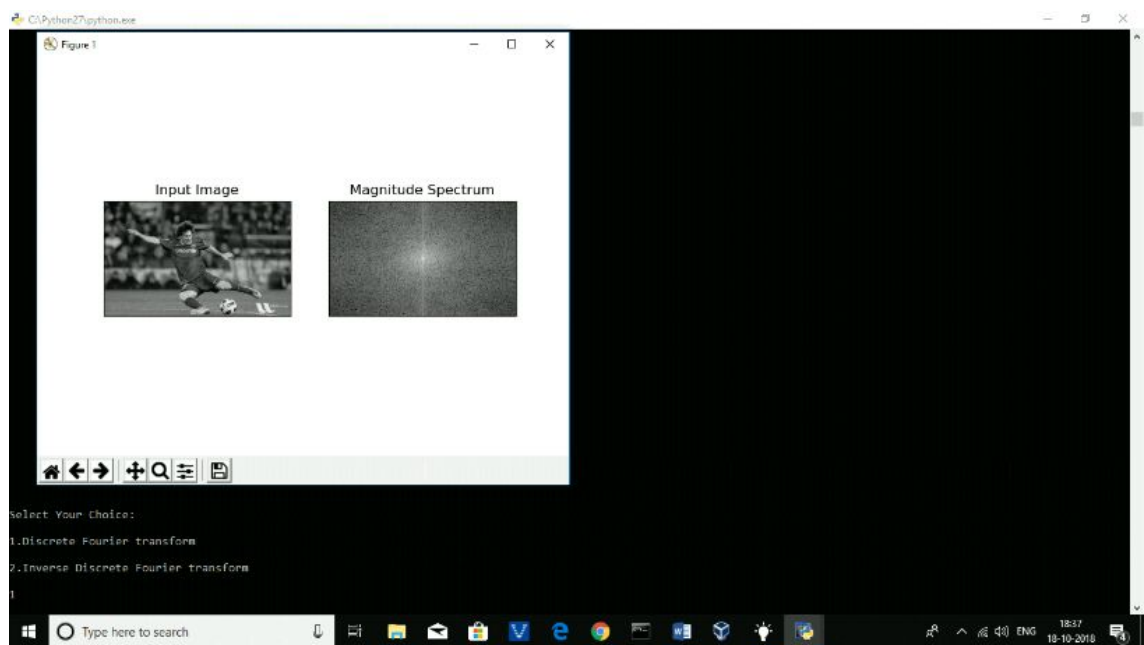 C:\Python27\python.exe
Figure 1
Input Image
Magnitude Spectrum
Select Your Choice:
1.Discrete Fourier transform
2.Inverse Discrete Fourier transform
1
Type here to search
ENG
18:37
18-10-2018
4